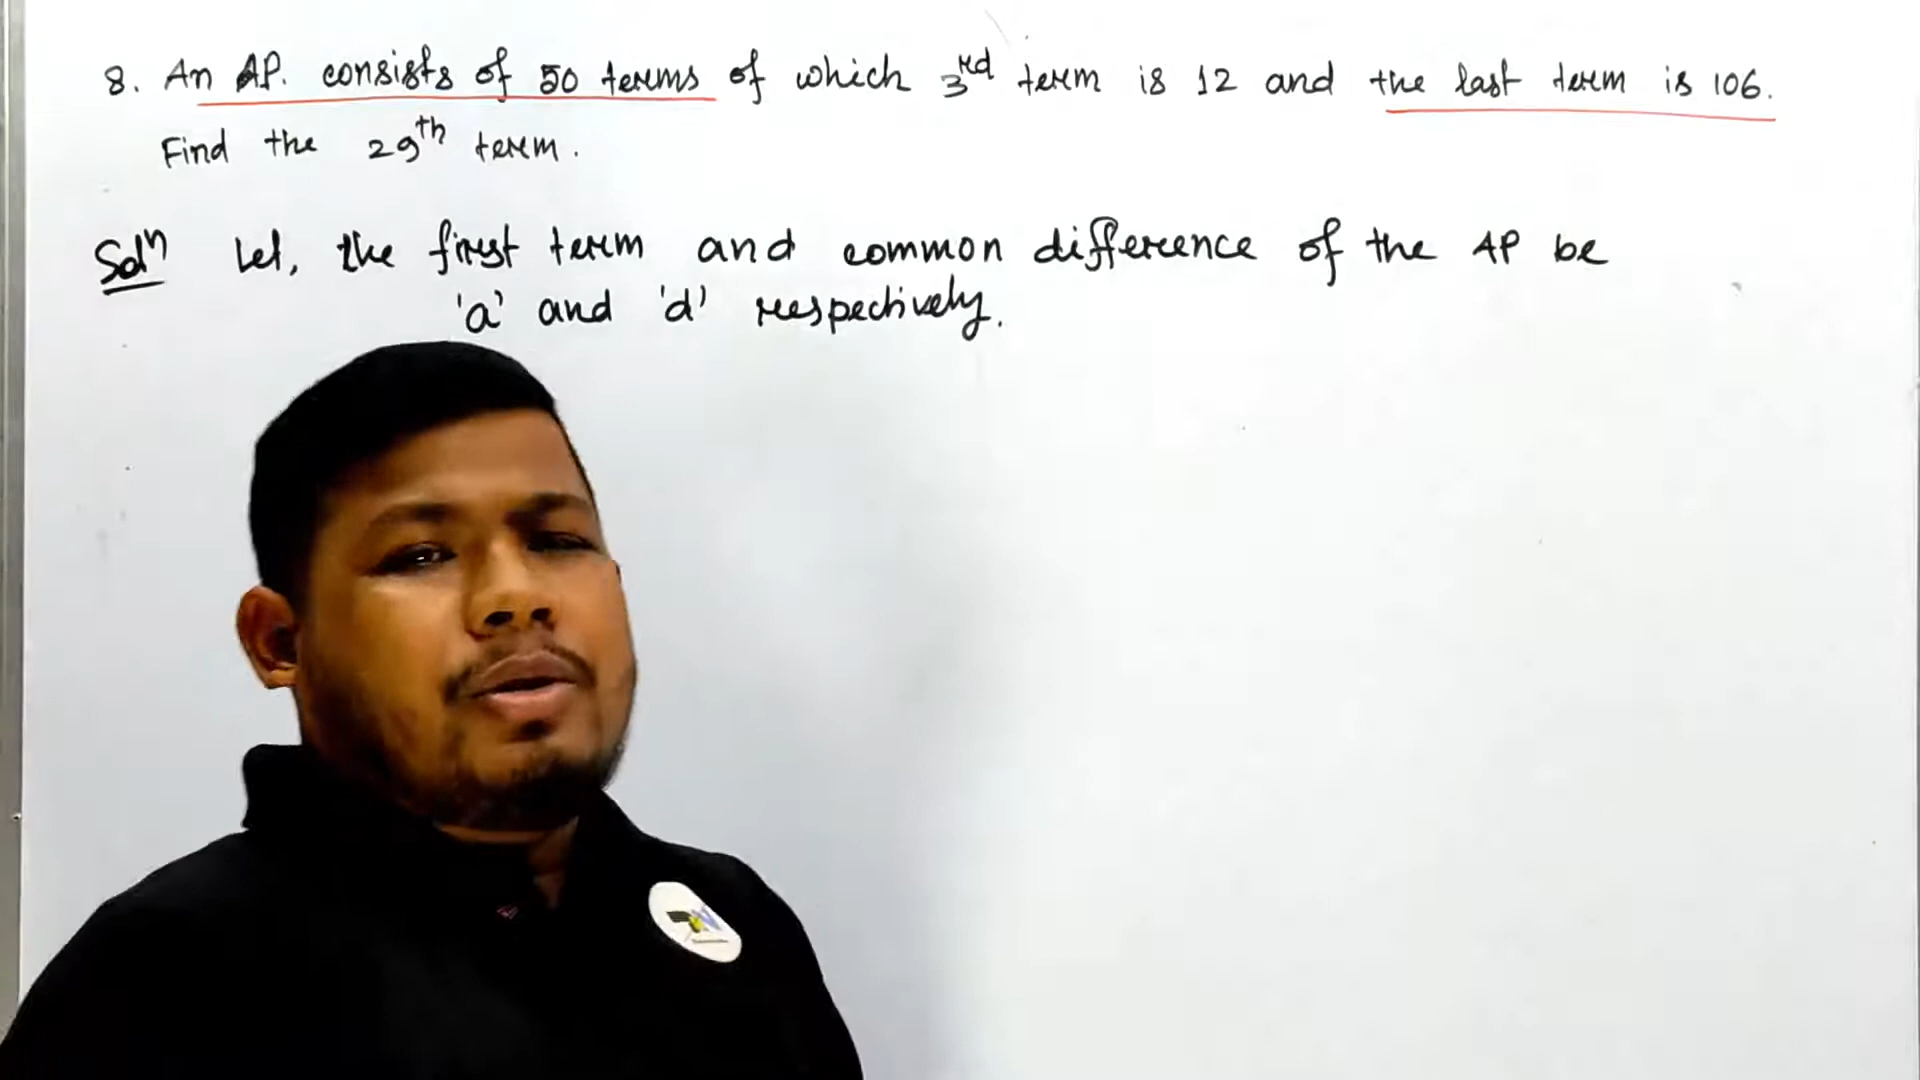 8. An AP. consists of 50 terms of which 3rd term is 12 and the last term is 106.
Find the 29th term.
Soln Let, the first term and common difference of the AP be
'a' and 'd' respectively.